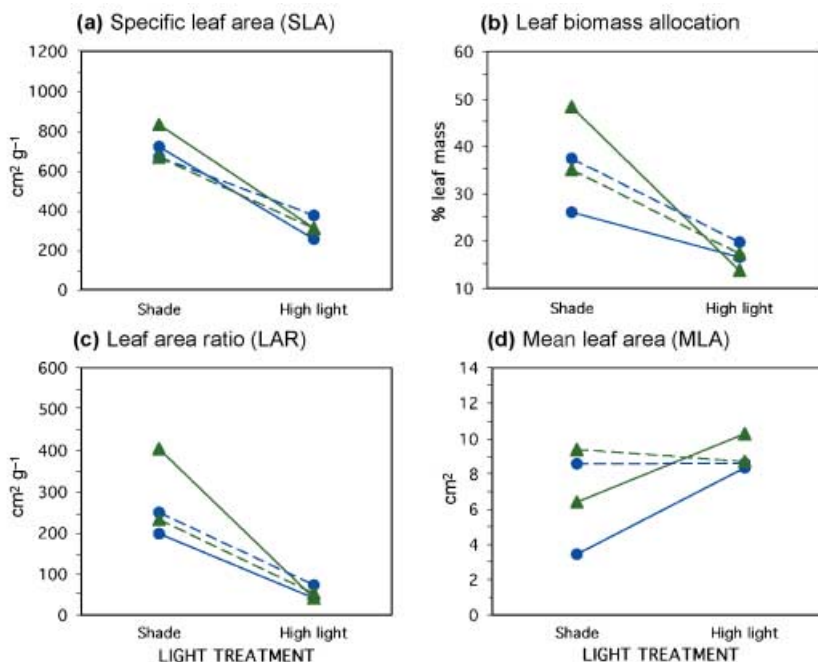 (a) Specific leaf area (SLA)
1200
1000
800
600
400
200
0
cm² g⁻¹
Shade
High light
(b) Leaf biomass allocation
60
50
40
30
20
10
% leaf mass
Shade
High light
(c) Leaf area ratio (LAR)
600
500
400
300
200
100
0
cm² g⁻¹
Shade
High light
LIGHT TREATMENT
(d) Mean leaf area (MLA)
14
12
10
8
6
4
2
0
cm²
Shade
High light
LIGHT TREATMENT